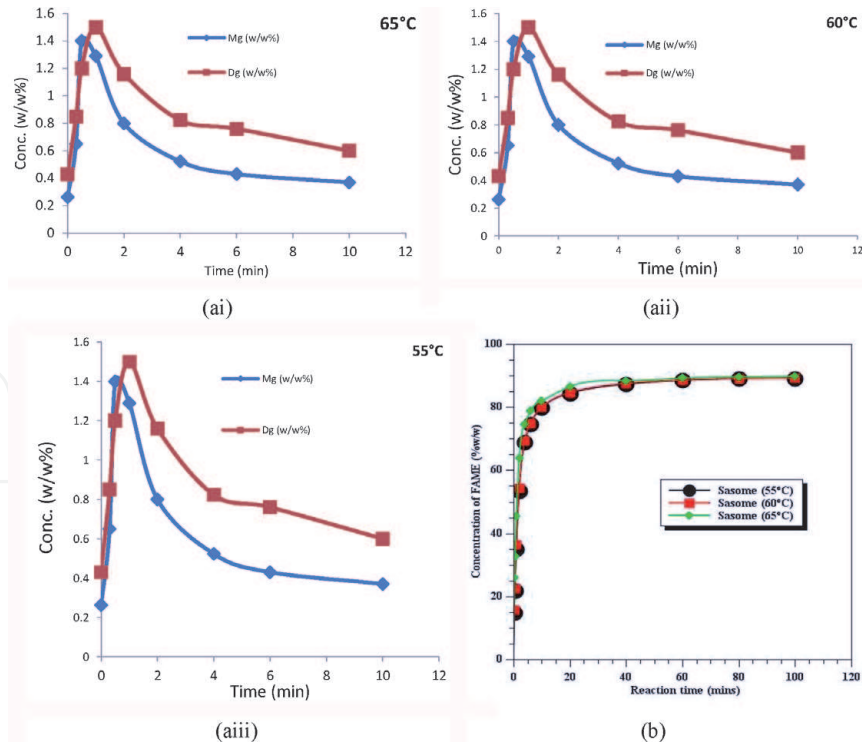 65°C
1.6
1.4
1.2
1
0.8
0.6
0.4
0.2
0
Conc. (w/w%)
Mg (w/w%)
Dg (w/w%)
0 2 4 6 8 10 12
Time (min)
(ai)
60°C
1.6
1.4
1.2
1
0.8
0.6
0.4
0.2
0
Conc. (w/w%)
Mg (w/w%)
Dg (w/w%)
0 2 4 6 8 10 12
Time (min)
(aii)
55°C
1.6
1.4
1.2
1
0.8
0.6
0.4
0.2
0
Conc. (w/w%)
Mg (w/w%)
Dg (w/w%)
0 2 4 6 8 10 12
Time (min)
(aiii)
100
80
60
40
20
0
Concentration of FAME (%w/w)
Sasome (55°C)
Sasome (60°C)
Sasome (65°C)
0 20 40 60 80 100 120
Reaction time (mins)
(b)